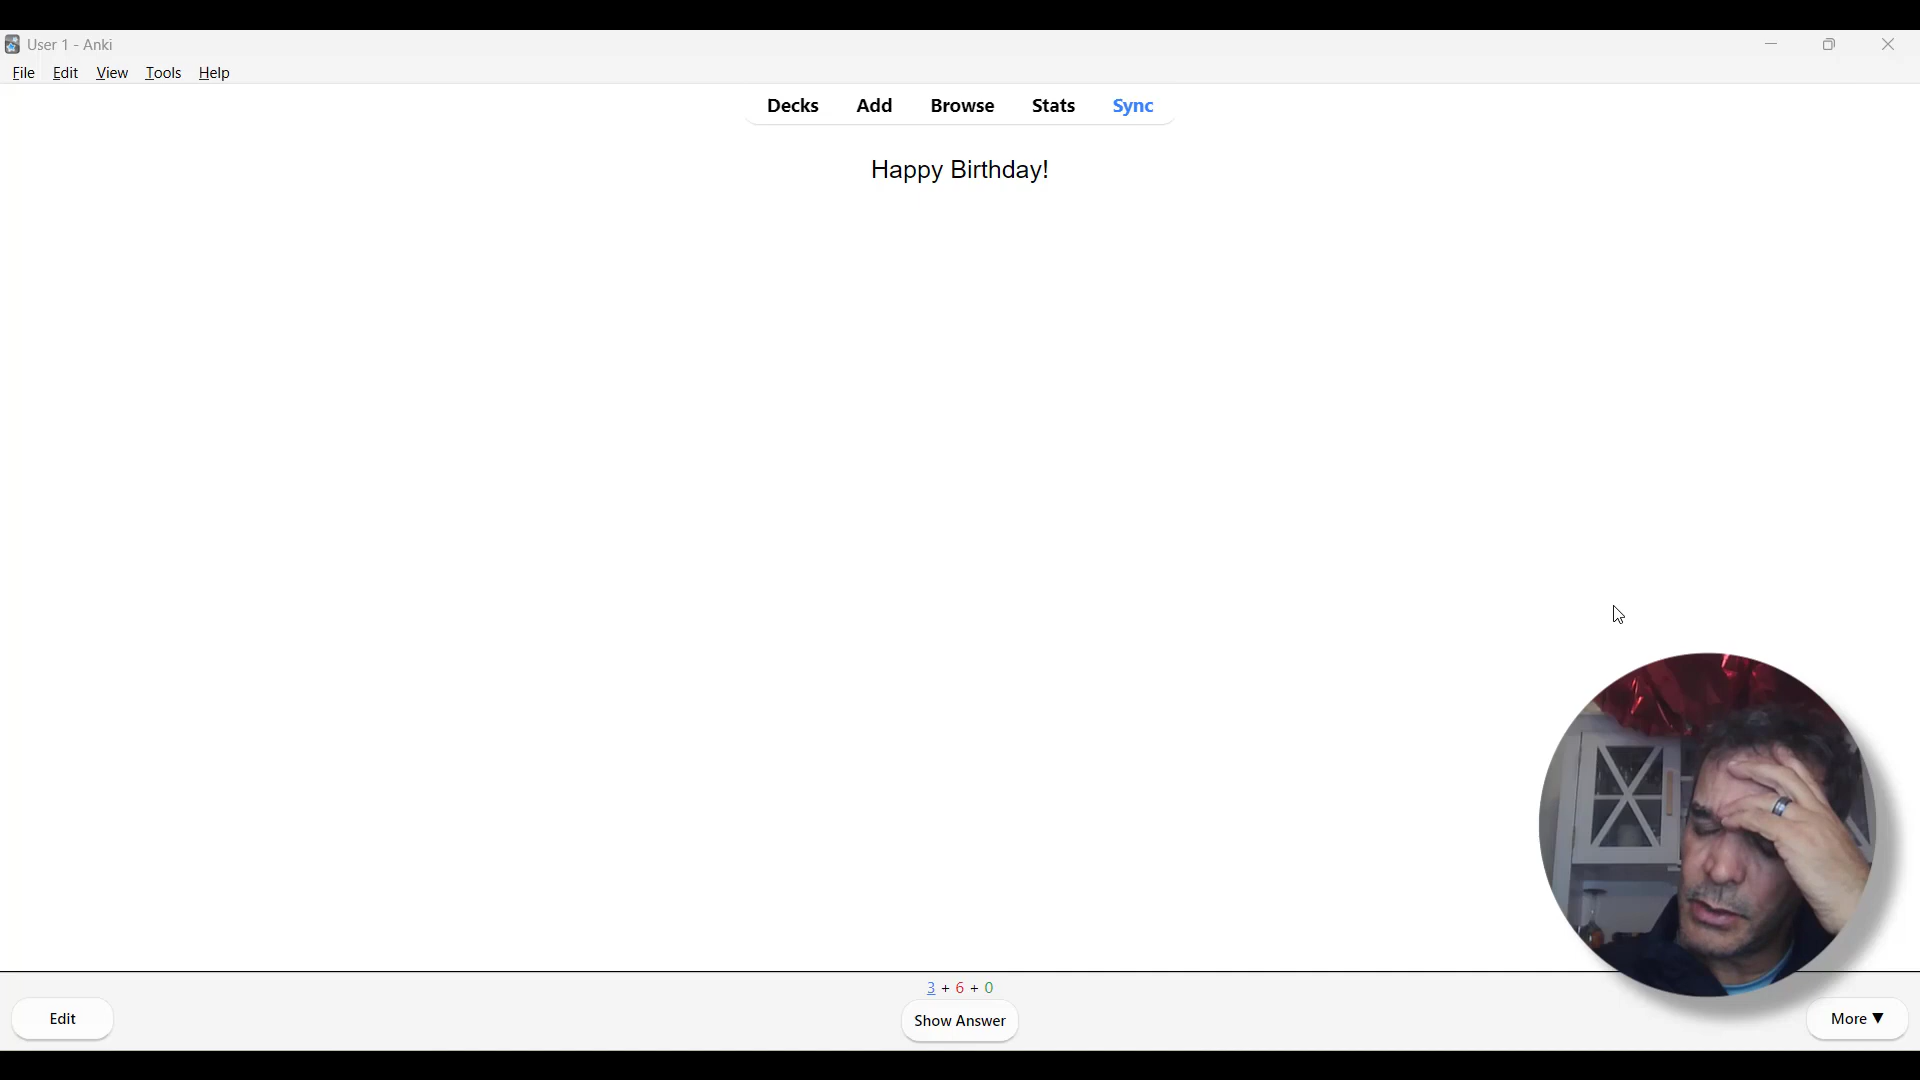 User 1 - Anki
File Edit View Tools Help
Decks Add Browse Stats Sync
Happy Birthday!
3 + 6 + 0
Edit Show Answer More ▼